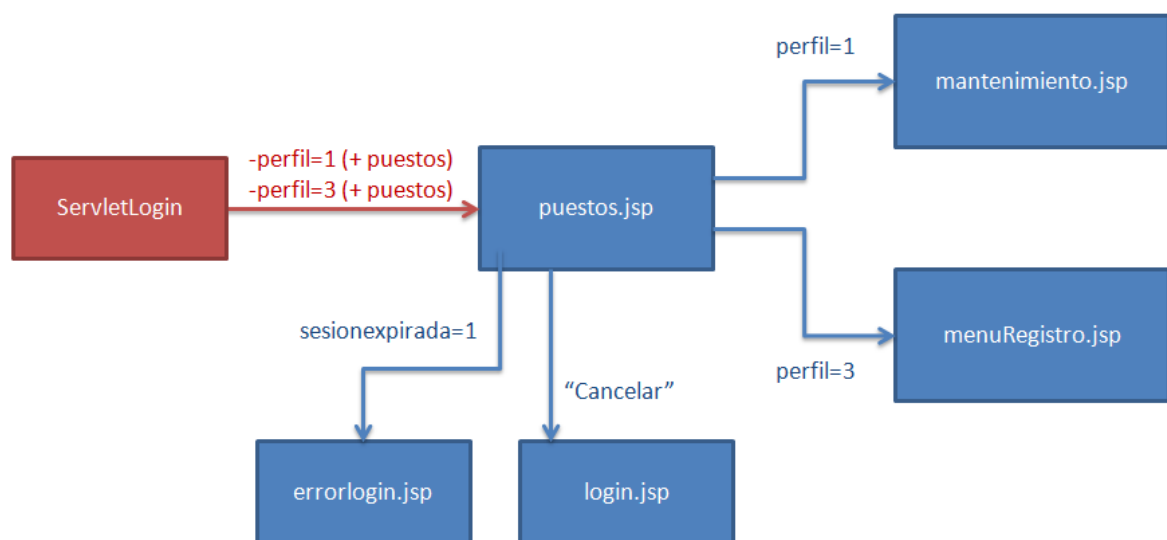 perfil=1
mantenimiento.jsp
-perfil=1 (+ puestos)
-perfil=3 (+ puestos)
ServletLogin
puestos.jsp
sesionexpirada=1
menuRegistro.jsp
perfil=3
“Cancelar”
errorlogin.jsp
login.jsp